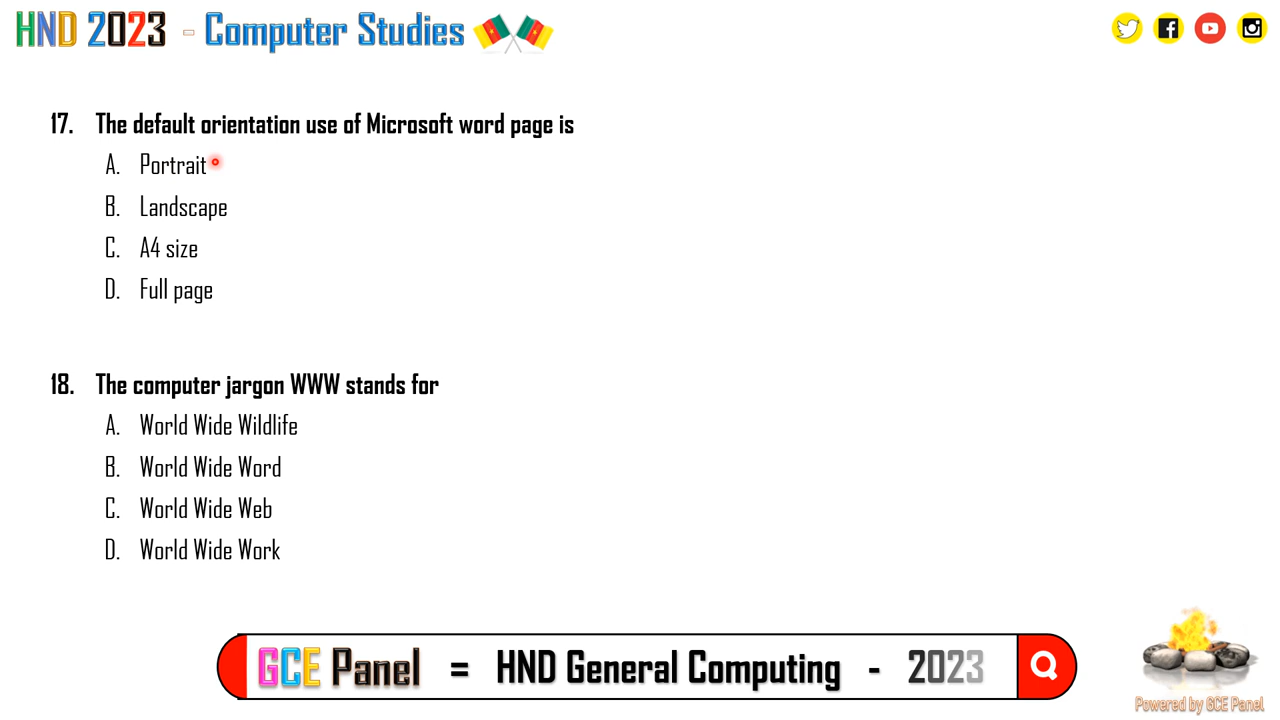 HND 2023 - Computer Studies
17. The default orientation use of Microsoft word page is
A. Portrait
B. Landscape
C. A4 size
D. Full page
18. The computer jargon WWW stands for
A. World Wide Wildlife
B. World Wide Word
C. World Wide Web
D. World Wide Work
GCE Panel = HND General Computing - 2023
Powered by GCE Panel